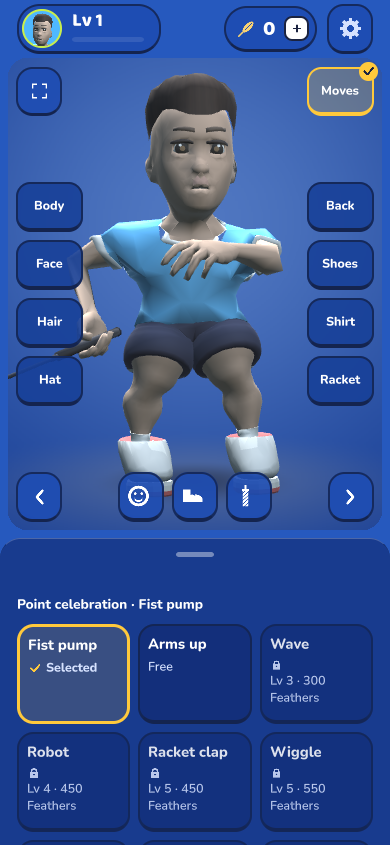 Lv 1
0
Moves
Body
Back
Face
Shoes
Hair
Shirt
Hat
Racket
Point celebration · Fist pump
Fist pump
Selected
Arms up
Free
Wave
Lv 3 · 300
Feathers
Robot
Lv 4 · 450
Feathers
Racket clap
Lv 5 · 450
Feathers
Wiggle
Lv 5 · 550
Feathers